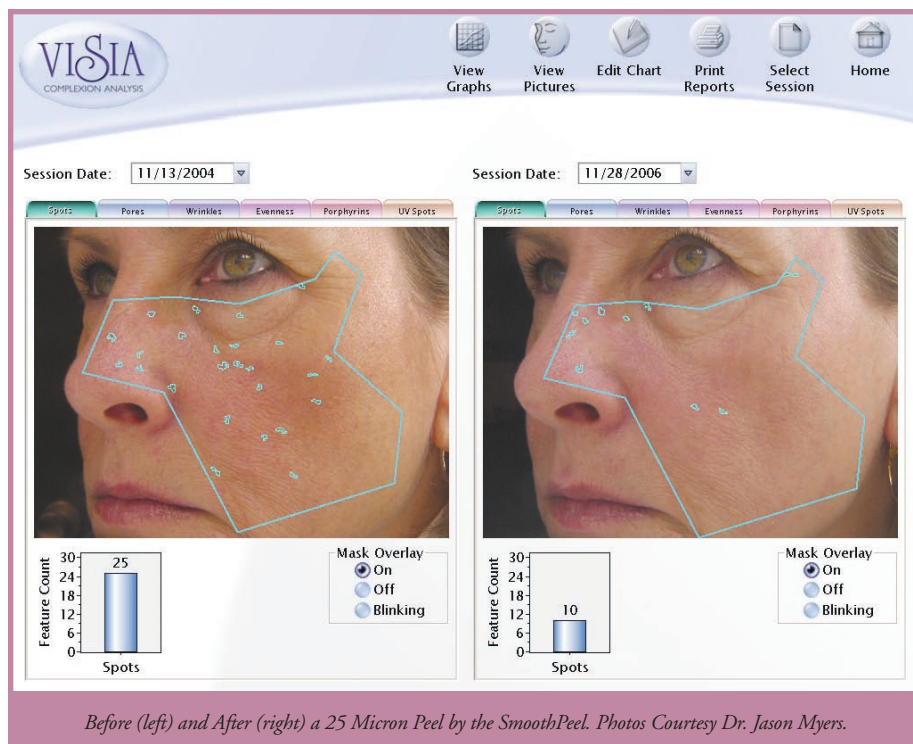 VISIA
COMPLEXION ANALYSIS
View
Graphs
View
Pictures
Edit Chart
Print
Reports
Select
Session
Home
Session Date: 11/13/2004
Spots Pores Wrinkles Evenness Porphyrins UV Spots
30
24
18
12
6
0
Feature Count
25
Spots
Mask Overlay
On
Off
Blinking
Session Date: 11/28/2006
Spots Pores Wrinkles Evenness Porphyrins UV Spots
30
24
18
12
6
0
Feature Count
10
Spots
Mask Overlay
On
Off
Blinking
Before (left) and After (right) a 25 Micron Peel by the SmoothPeel. Photos Courtesy Dr. Jason Myers.